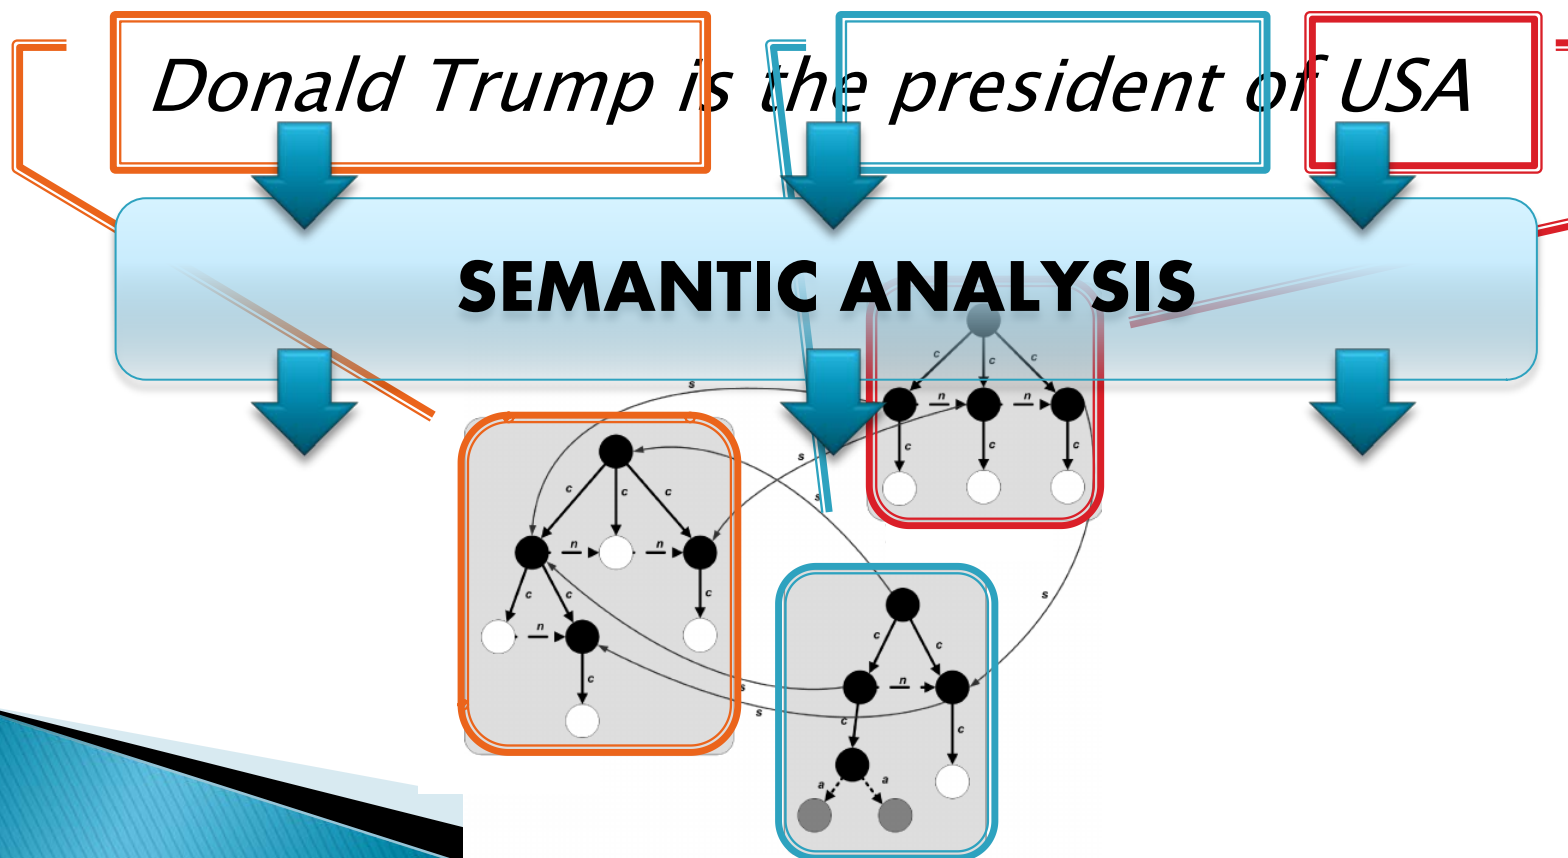 Donald Trump is the president of USA
SEMANTIC ANALYSIS
c c c
s
n n
c c c
s
s
c c c
n n
c c c
n
s
c c
c
n
s
s
c c
a a